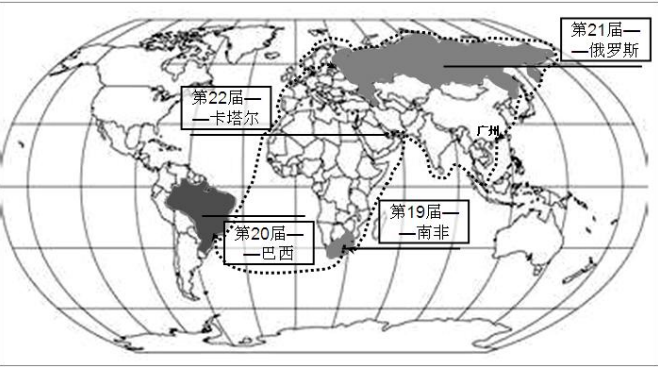 第21届—
—俄罗斯
第22届—
—卡塔尔
广州
第19届—
—南非
第20届—
—巴西